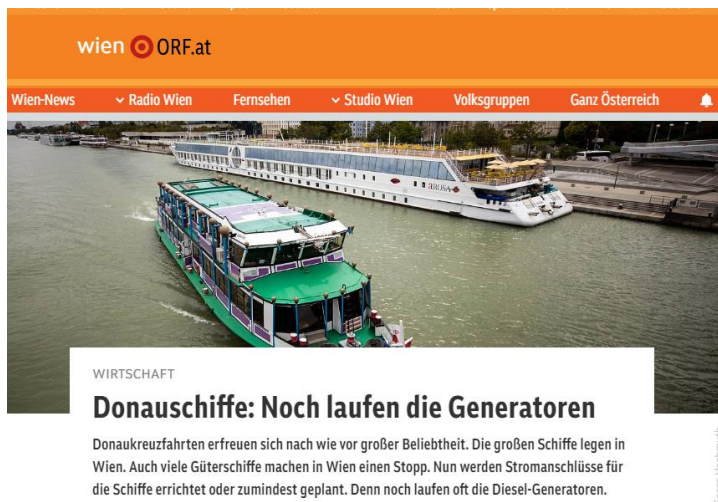 wien ORF.at
Wien-News Radio Wien Fernsehen Studio Wien Volksgruppen Ganz Österreich
aROSA
WIRTSCHAFT
Donauschiffe: Noch laufen die Generatoren
Donaukreuzfahrten erfreuen sich nach wie vor großer Beliebtheit. Die großen Schiffe legen in
Wien. Auch viele Güterschiffe machen in Wien einen Stopp. Nun werden Stromanschlüsse für
die Schiffe errichtet oder zumindest geplant. Denn noch laufen oft die Diesel-Generatoren.